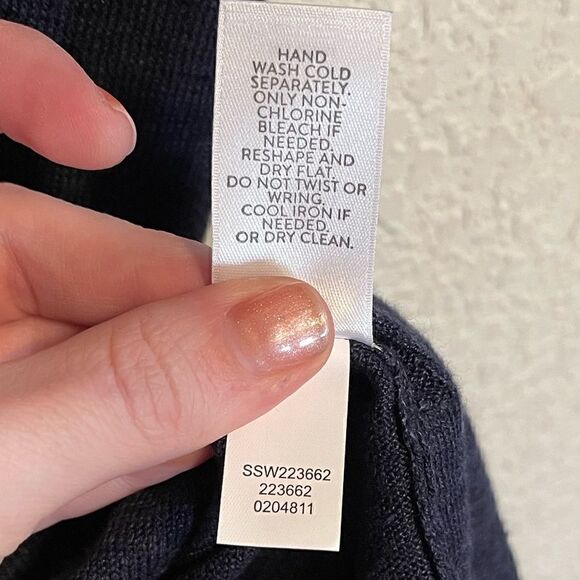 HAND
WASH COLD
SEPARATELY.
ONLY NON-
CHLORINE
BLEACH IF
NEEDED.
RESHAPE AND
DRY FLAT.
DO NOT TWIST OR
WRING.
COOL IRON IF
NEEDED.
OR DRY CLEAN.
SSW223662
223662
0204811